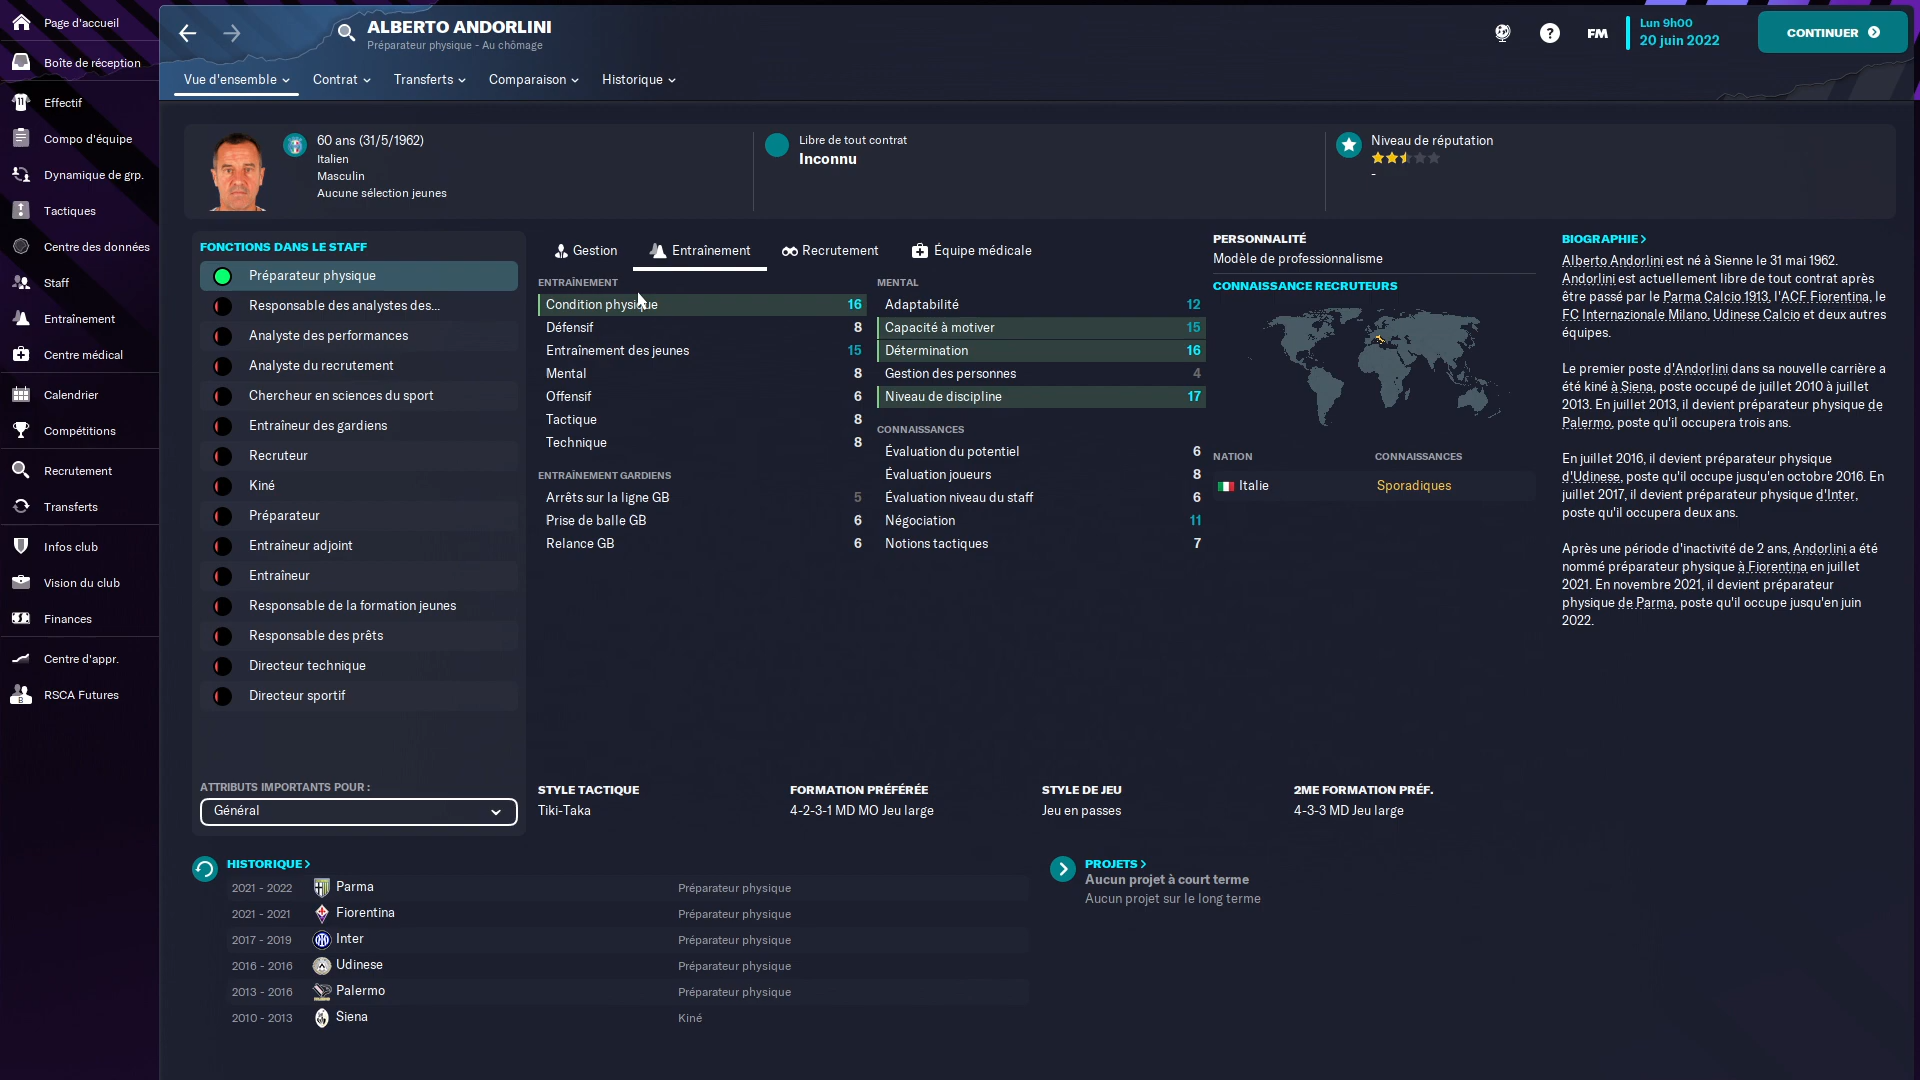 Page d'accueil
Boîte de réception
Effectif
Compo d'équipe
Dynamique de grp.
Tactiques
Centre des données
Staff
Entraînement
Centre médical
Calendrier
Compétitions
Recrutement
Transferts
Infos club
Vision du club
Finances
Centre d'appr.
RSCA Futures
ALBERTO ANDORLINI
Préparateur physique - Au chômage
FM
Lun 9h00
20 juin 2022
CONTINUER
Vue d'ensemble
Contrat
Transferts
Comparaison
Historique
60 ans (31/5/1962)
Italien
Masculin
Aucune sélection jeunes
Libre de tout contrat
Inconnu
Niveau de réputation
-
FONCTIONS DANS LE STAFF
Préparateur physique
Responsable des analystes des...
Analyste des performances
Analyste du recrutement
Chercheur en sciences du sport
Entraîneur des gardiens
Recruteur
Kiné
Préparateur
Entraîneur adjoint
Entraîneur
Responsable de la formation jeunes
Responsable des prêts
Directeur technique
Directeur sportif
ATTRIBUTS IMPORTANTS POUR :
Général
Gestion
Entraînement
Recrutement
Équipe médicale
ENTRAÎNEMENT
Condition physique 16
Défensif 8
Entraînement des jeunes 15
Mental 8
Offensif 6
Tactique 8
Technique 8
ENTRAÎNEMENT GARDIENS
Arrêts sur la ligne GB 5
Prise de balle GB 6
Relance GB 6
MENTAL
Adaptabilité 12
Capacité à motiver 15
Détermination 16
Gestion des personnes 4
Niveau de discipline 17
CONNAISSANCES
Évaluation du potentiel 6
Évaluation joueurs 8
Évaluation niveau du staff 6
Négociation 11
Notions tactiques 7
PERSONNALITÉ
Modèle de professionnalisme
CONNAISSANCE RECRUTEURS
NATION CONNAISSANCES
Italie Sporadiques
BIOGRAPHIE >
Alberto Andorlini est né à Sienne le 31 mai 1962.
Andorlini est actuellement libre de tout contrat après
être passé par le Parma Calcio 1913, l'ACF Fiorentina, le
FC Internazionale Milano, Udinese Calcio et deux autres
équipes.
Le premier poste d'Andorlini dans sa nouvelle carrière a
été kiné à Siena, poste occupé de juillet 2010 à juillet
2013. En juillet 2013, il devient préparateur physique de
Palermo, poste qu'il occupera trois ans.
En juillet 2016, il devient préparateur physique
d'Udinese, poste qu'il occupe jusqu'en octobre 2016. En
juillet 2017, il devient préparateur physique d'Inter,
poste qu'il occupera deux ans.
Après une période d'inactivité de 2 ans, Andorlini a été
nommé préparateur physique à Fiorentina en juillet
2021. En novembre 2021, il devient préparateur
physique de Parma, poste qu'il occupe jusqu'en juin
2022.
STYLE TACTIQUE
Tiki-Taka
FORMATION PRÉFÉRÉE
4-2-3-1 MD MO Jeu large
STYLE DE JEU
Jeu en passes
2ME FORMATION PRÉF.
4-3-3 MD Jeu large
HISTORIQUE >
2021 - 2022 Parma Préparateur physique
2021 - 2021 Fiorentina Préparateur physique
2017 - 2019 Inter Préparateur physique
2016 - 2016 Udinese Préparateur physique
2013 - 2016 Palermo Préparateur physique
2010 - 2013 Siena Kiné
PROJETS >
Aucun projet à court terme
Aucun projet sur le long terme